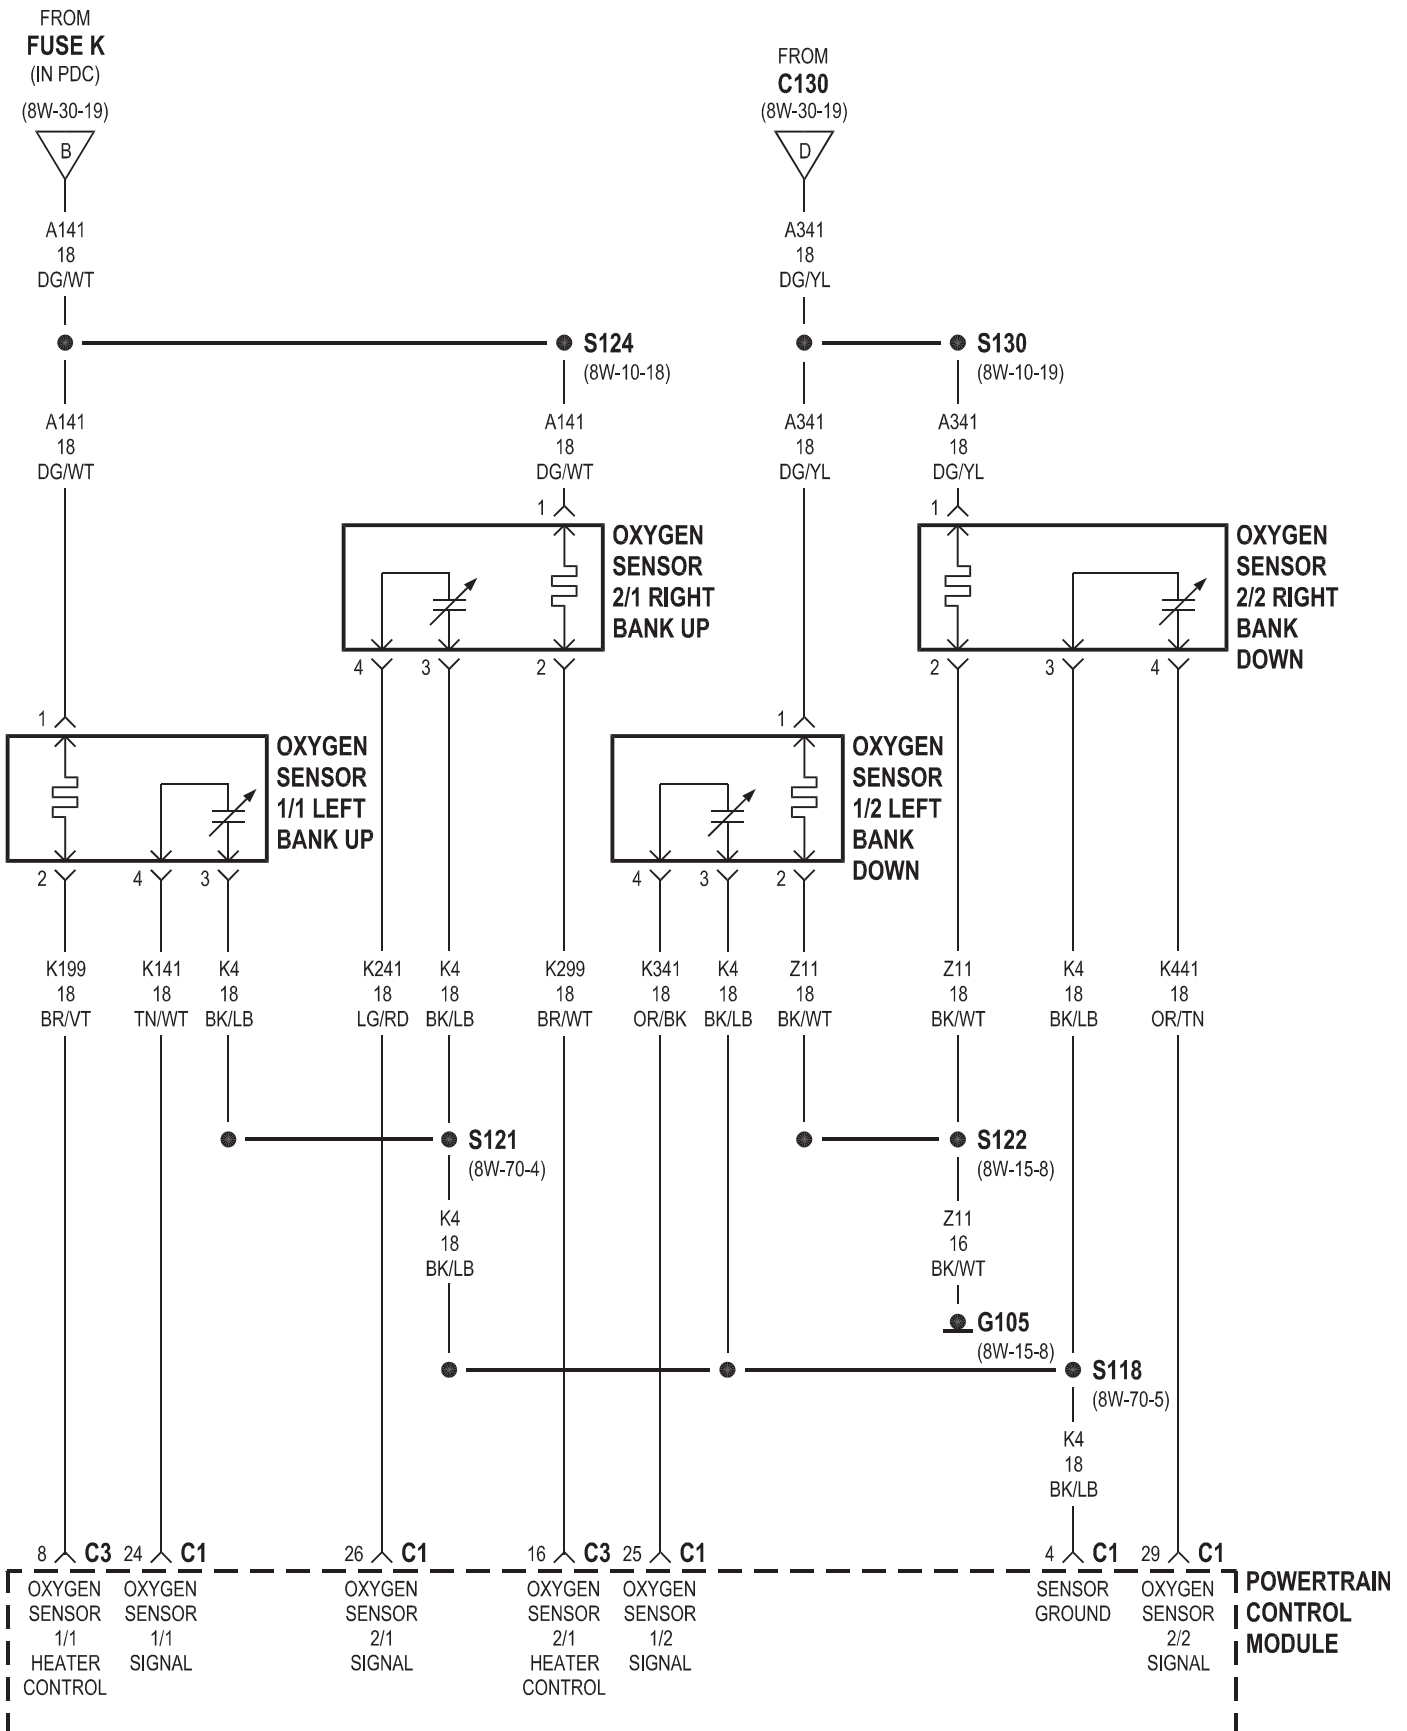 FROM
FUSE K
(IN PDC)
(8W-30-19)
B
FROM
C130
(8W-30-19)
D
A141
18
DG/WT
A341
18
DG/YL
S124
(8W-10-18)
S130
(8W-10-19)
A141
18
DG/WT
A141
18
DG/WT
A341
18
DG/YL
A341
18
DG/YL
1
OXYGEN
SENSOR
2/1 RIGHT
BANK UP
4
3
2
1
OXYGEN
SENSOR
2/2 RIGHT
BANK
DOWN
2
3
4
1
OXYGEN
SENSOR
1/1 LEFT
BANK UP
2
4
3
1
OXYGEN
SENSOR
1/2 LEFT
BANK
DOWN
4
3
2
K199
18
BR/VT
K141
18
TN/WT
K4
18
BK/LB
K241
18
LG/RD
K4
18
BK/LB
K299
18
BR/WT
K341
18
OR/BK
K4
18
BK/LB
Z11
18
BK/WT
Z11
18
BK/WT
K4
18
BK/LB
K441
18
OR/TN
S121
(8W-70-4)
S122
(8W-15-8)
K4
18
BK/LB
Z11
16
BK/WT
G105
(8W-15-8)
S118
(8W-70-5)
K4
18
BK/LB
8 C3
24 C1
26 C1
16 C3
25 C1
4 C1
29 C1
OXYGEN
SENSOR
1/1
HEATER
CONTROL
OXYGEN
SENSOR
1/1
SIGNAL
OXYGEN
SENSOR
2/1
SIGNAL
OXYGEN
SENSOR
2/1
HEATER
CONTROL
OXYGEN
SENSOR
1/2
SIGNAL
SENSOR
GROUND
OXYGEN
SENSOR
2/2
SIGNAL
POWERTRAIN
CONTROL
MODULE